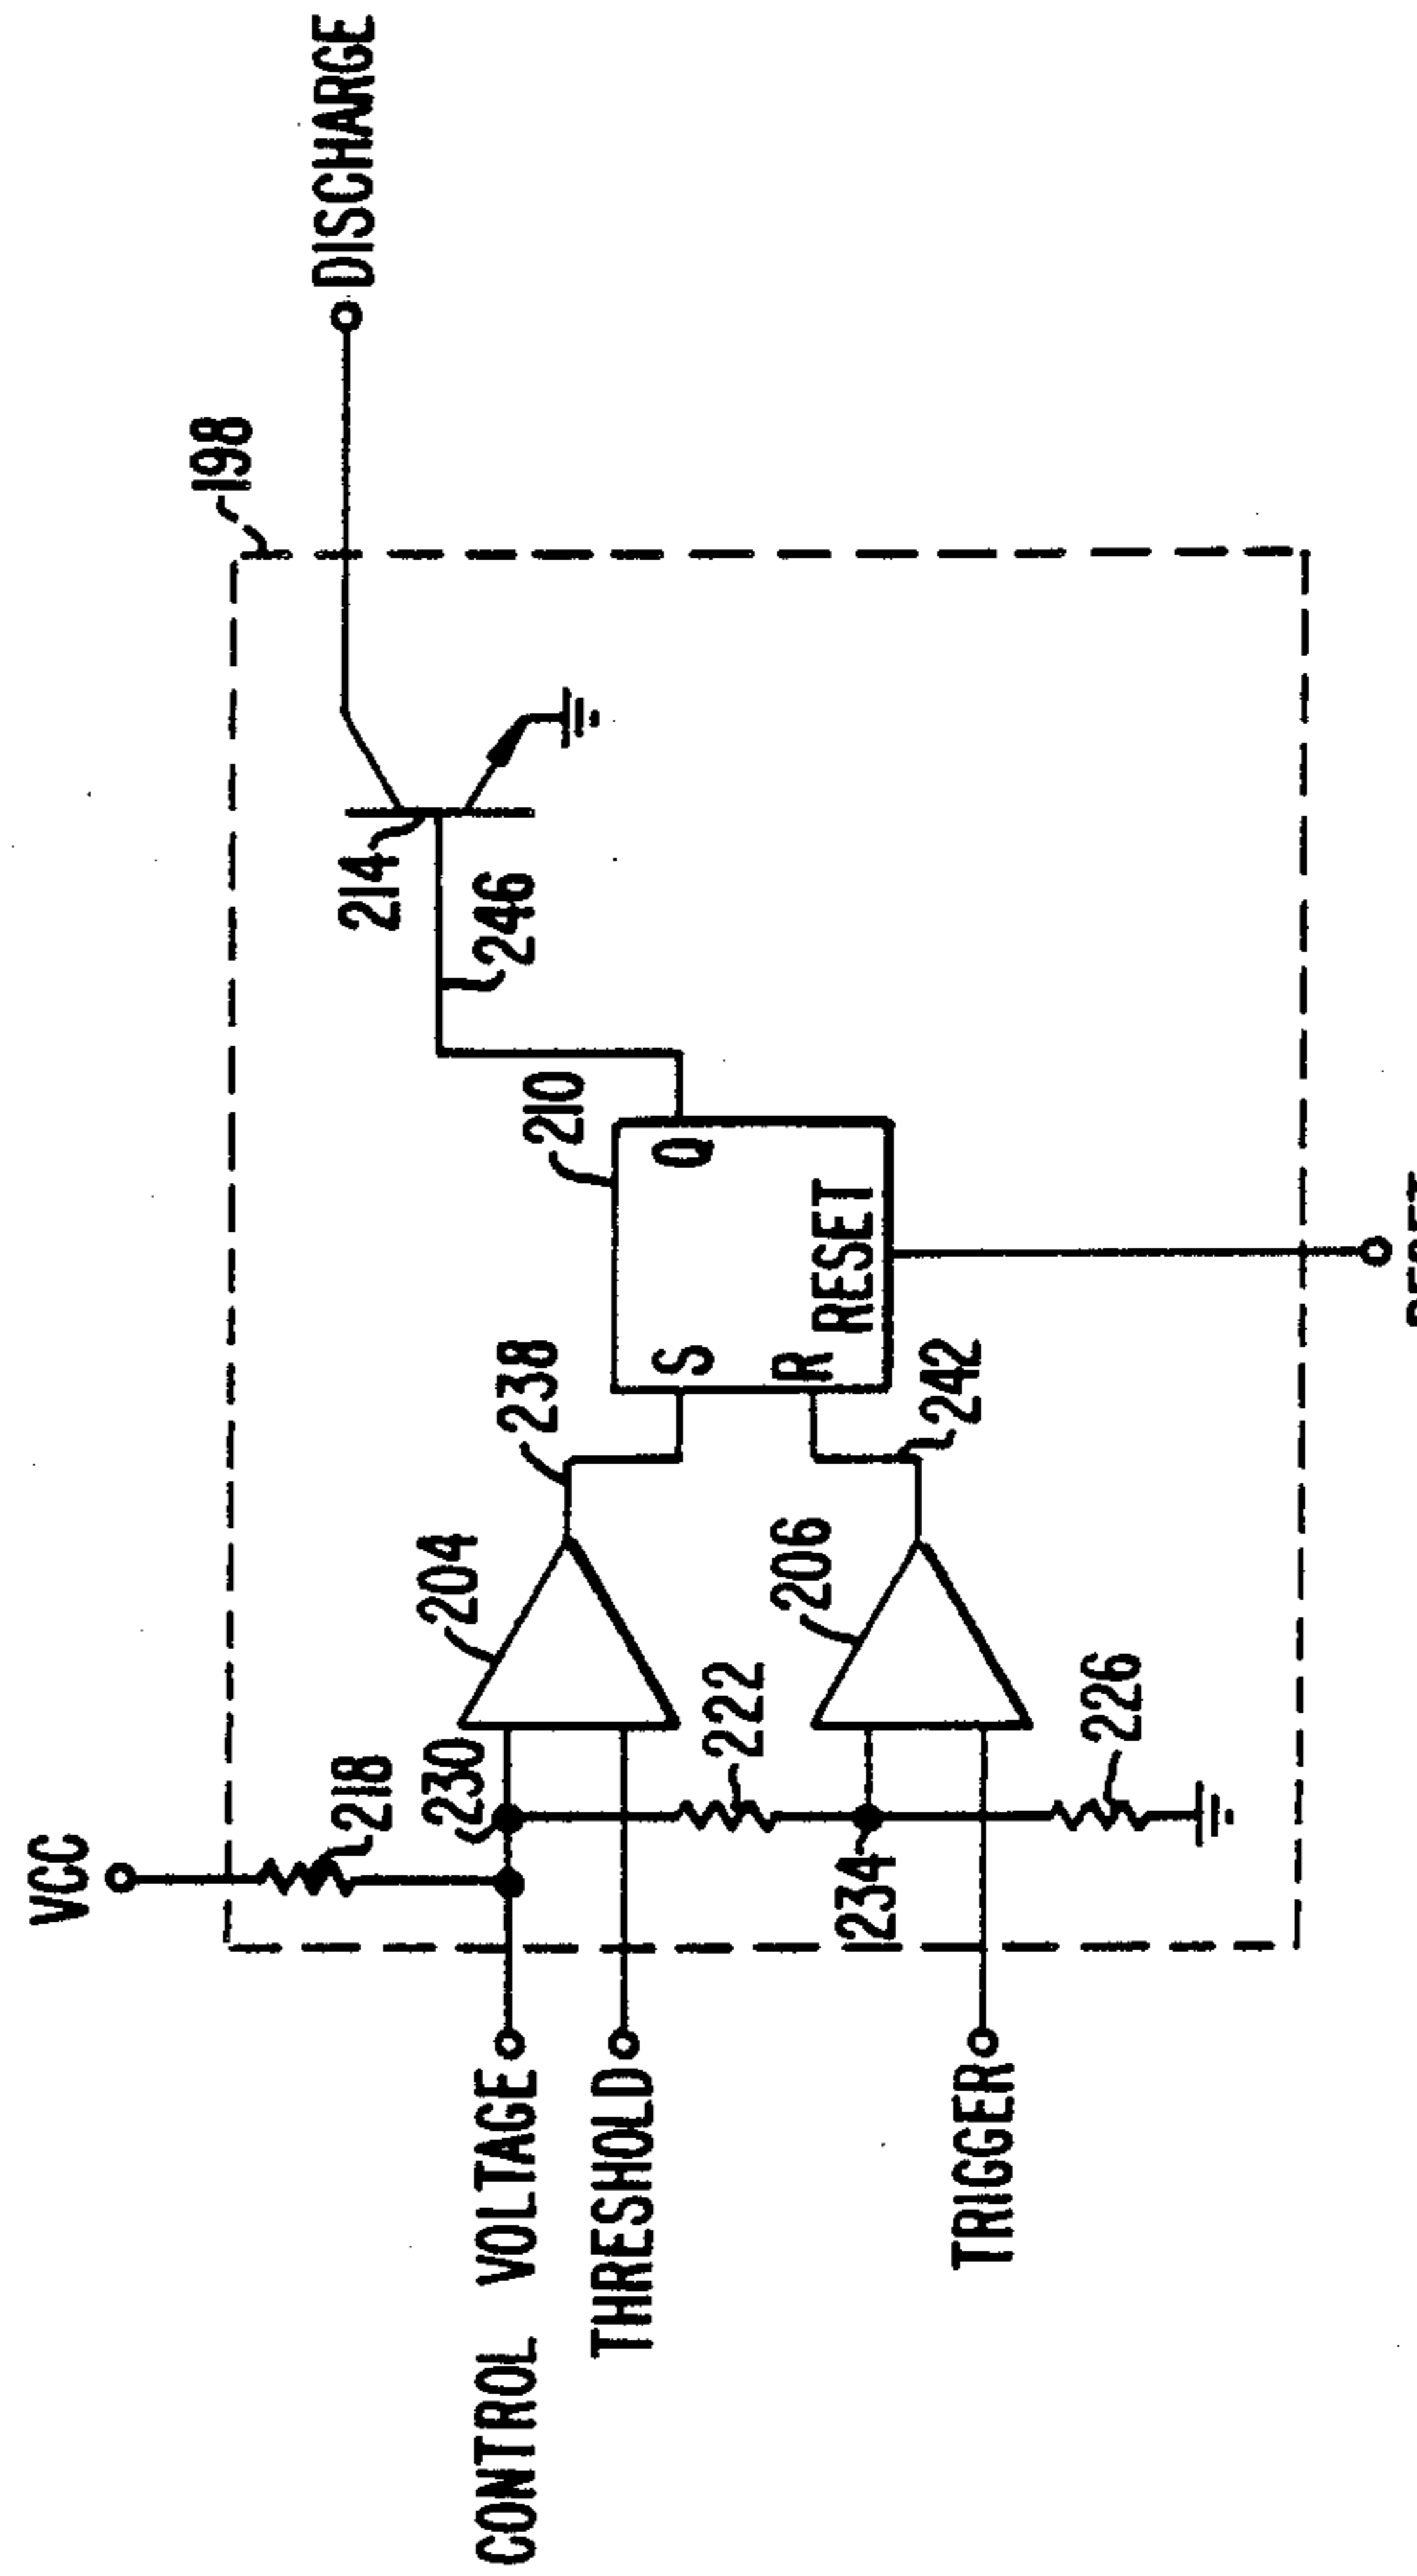 VCC
218
CONTROL VOLTAGE
THRESHOLD
TRIGGER
230
204
238
222
234
206
242
226
S
R
Q
RESET
210
246
214
198
DISCHARGE